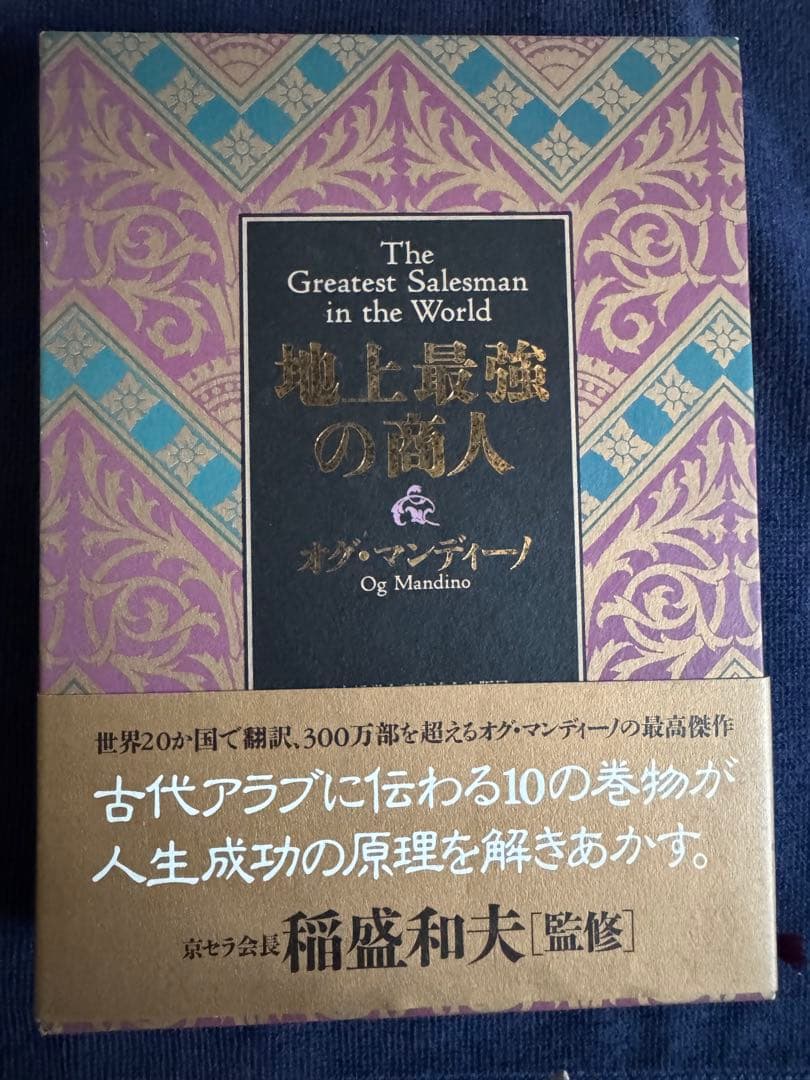 The
Greatest Salesman
in the World
地上最強
の商人
オグ・マンディーノ
Og Mandino
世界20か国で翻訳、300万部を超えるオグ・マンディーノの最高傑作
古代アラブに伝わる10の巻物が
人生成功の原理を解きあかす。
京セラ会長 稲盛和夫[監修]